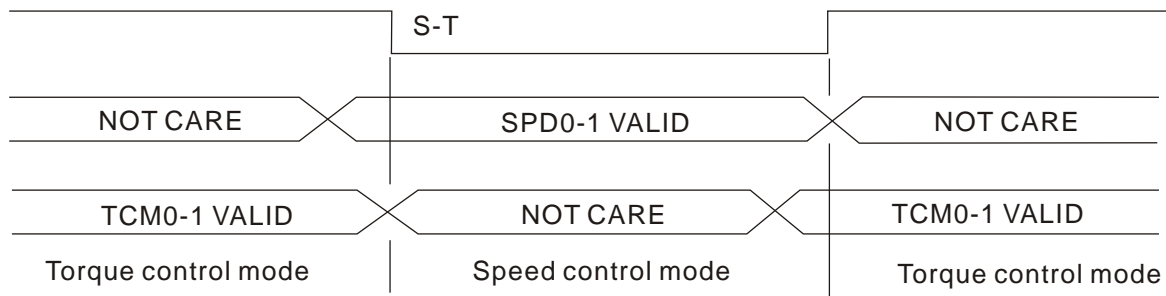 S-T
NOT CARE SPD0-1 VALID NOT CARE
TCM0-1 VALID NOT CARE TCM0-1 VALID
Torque control mode Speed control mode Torque control mode